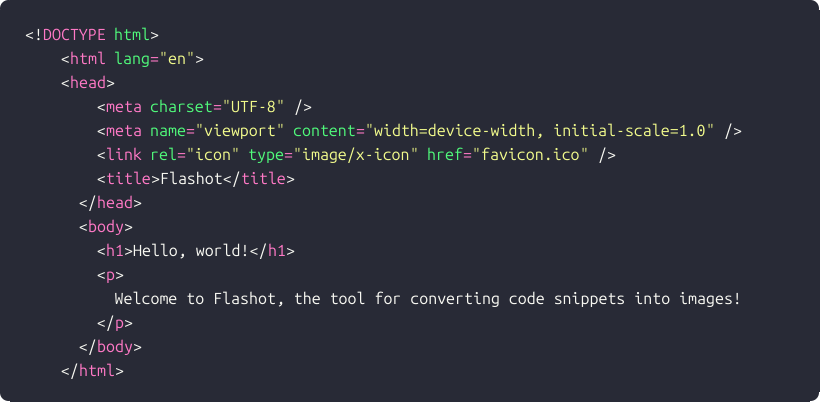 <!DOCTYPE html>
    <html lang="en">
    <head>
        <meta charset="UTF-8" />
        <meta name="viewport" content="width=device-width, initial-scale=1.0" />
        <link rel="icon" type="image/x-icon" href="favicon.ico" />
        <title>Flashot</title>
      </head>
      <body>
        <h1>Hello, world!</h1>
        <p>
          Welcome to Flashot, the tool for converting code snippets into images!
        </p>
      </body>
    </html>